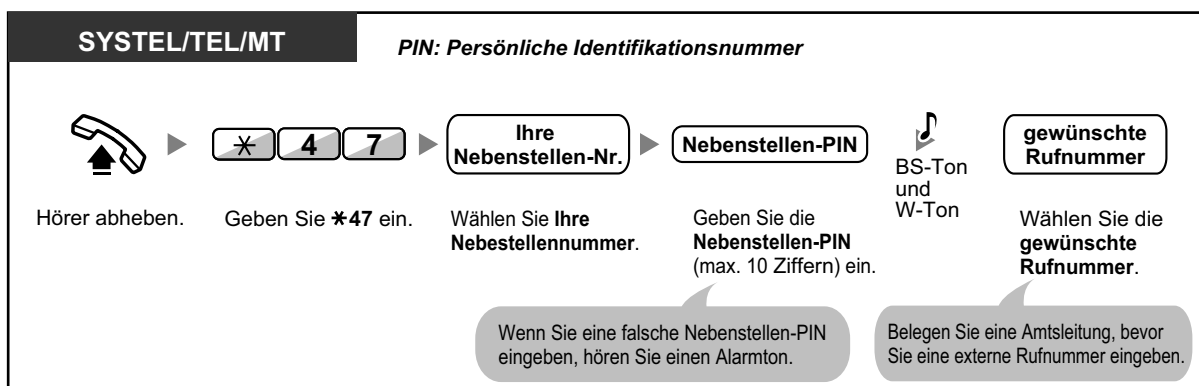 SYSTEL/TEL/MT
PIN: Persönliche Identifikationsnummer
* 4 7
Ihre
Nebenstellen-Nr.
Nebenstellen-PIN
BS-Ton
und
W-Ton
gewünschte
Rufnummer
Hörer abheben.
Geben Sie *47 ein.
Wählen Sie Ihre
Nebestellennummer.
Geben Sie die
Nebenstellen-PIN
(max. 10 Ziffern) ein.
Wählen Sie die
gewünschte
Rufnummer.
Wenn Sie eine falsche Nebenstellen-PIN
eingeben, hören Sie einen Alarmton.
Belegen Sie eine Amtsleitung, bevor
Sie eine externe Rufnummer eingeben.